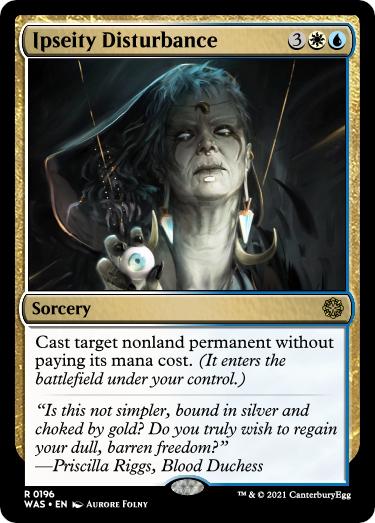 Ipseity Disturbance 3
Sorcery
Cast target nonland permanent without
paying its mana cost. (It enters the
battlefield under your control.)
“Is this not simpler, bound in silver and
choked by gold? Do you truly wish to regain
your dull, barren freedom?”
—Priscilla Riggs, Blood Duchess
R 0196
WAS • EN AURORE FOLNY
™ & © 2021 CanterburyEgg